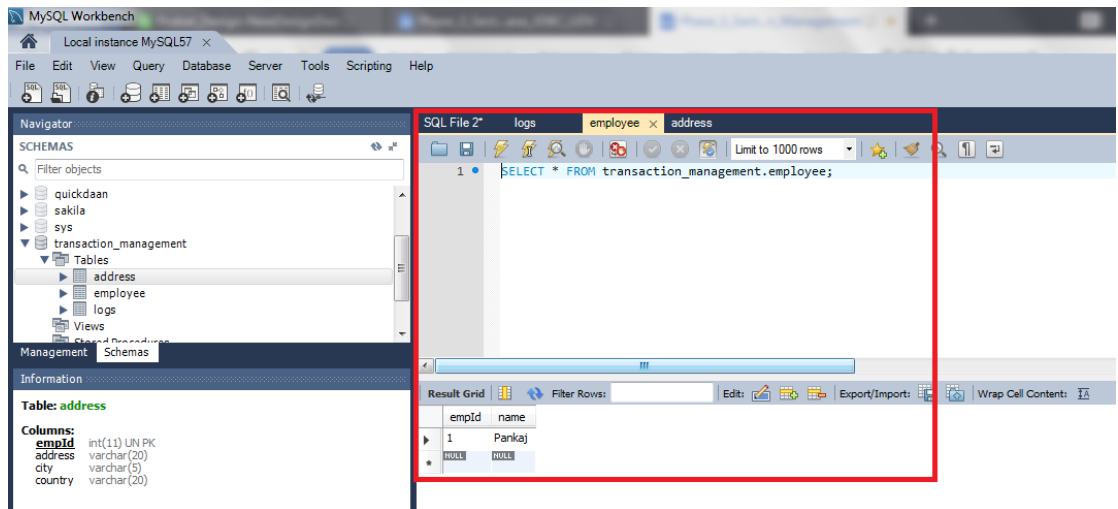 MySQL Workbench
Local instance MySQL57 ×
File Edit View Query Database Server Tools Scripting Help
Navigator
SCHEMAS
Filter objects
quickdaan
sakila
sys
transaction_management
Tables
address
employee
logs
Views
Stored Procedures
Management Schemas
Information
Table: address
Columns:
empId int(11) UN PK
address varchar(20)
city varchar(5)
country varchar(20)
SQL File 2* logs employee × address
Limit to 1000 rows
1 SELECT * FROM transaction_management.employee;
Result Grid Filter Rows: Edit: Export/Import: Wrap Cell Content: IA
empId name
1 Pankaj
* NULL NULL